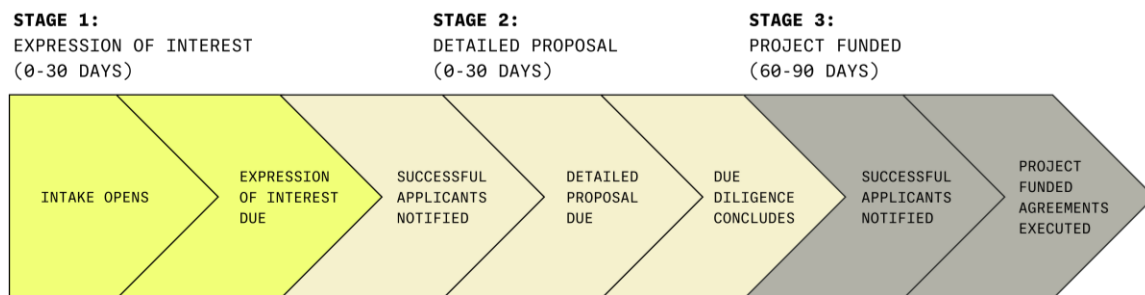 STAGE 1:
EXPRESSION OF INTEREST
(0-30 DAYS)
STAGE 2:
DETAILED PROPOSAL
(0-30 DAYS)
STAGE 3:
PROJECT FUNDED
(60-90 DAYS)
INTAKE OPENS
EXPRESSION
OF INTEREST
DUE
SUCCESSFUL
APPLICANTS
NOTIFIED
DETAILED
PROPOSAL
DUE
DUE
DILIGENCE
CONCLUDES
SUCCESSFUL
APPLICANTS
NOTIFIED
PROJECT
FUNDED
AGREEMENTS
EXECUTED